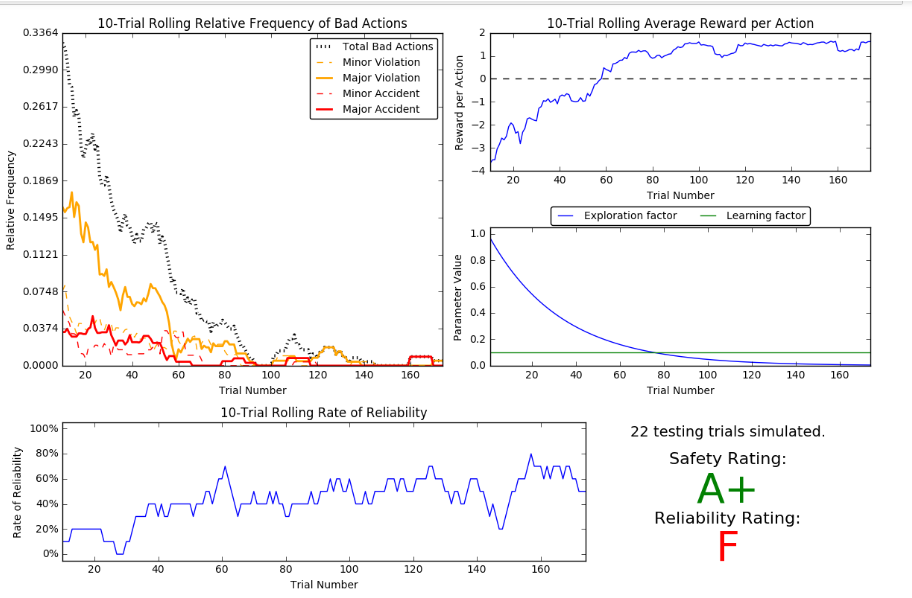 10-Trial Rolling Relative Frequency of Bad Actions
0.3364
0.2990
0.2617
0.2243
0.1869
0.1495
0.1121
0.0748
0.0374
0.0000
Relative Frequency
Total Bad Actions
Minor Violation
Major Violation
Minor Accident
Major Accident
20 40 60 80 100 120 140 160
Trial Number
10-Trial Rolling Average Reward per Action
2
1
0
−1
−2
−3
−4
Reward per Action
20 40 60 80 100 120 140 160
Trial Number
Exploration factor Learning factor
1.0
0.8
0.6
0.4
0.2
0.0
Parameter Value
20 40 60 80 100 120 140 160
Trial Number
10-Trial Rolling Rate of Reliability
100%
80%
60%
40%
20%
0%
Rate of Reliability
20 40 60 80 100 120 140 160
Trial Number
22 testing trials simulated.
Safety Rating:
A+
Reliability Rating:
F